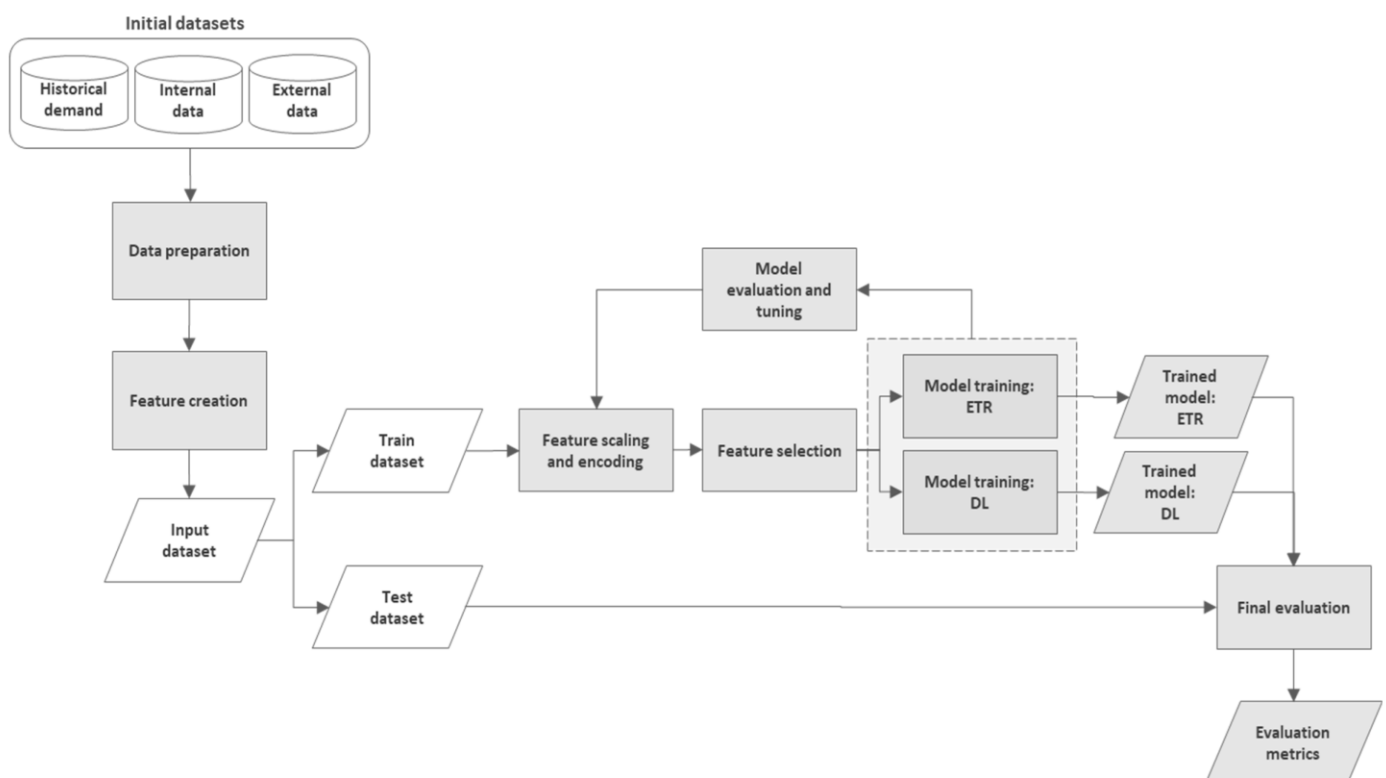 Initial datasets
Historical
demand
Internal
data
External
data
Data preparation
Feature creation
Input
dataset
Train
dataset
Test
dataset
Feature scaling
and encoding
Feature selection
Model
evaluation and
tuning
Model training:
ETR
Model training:
DL
Trained
model:
ETR
Trained
model:
DL
Final evaluation
Evaluation
metrics